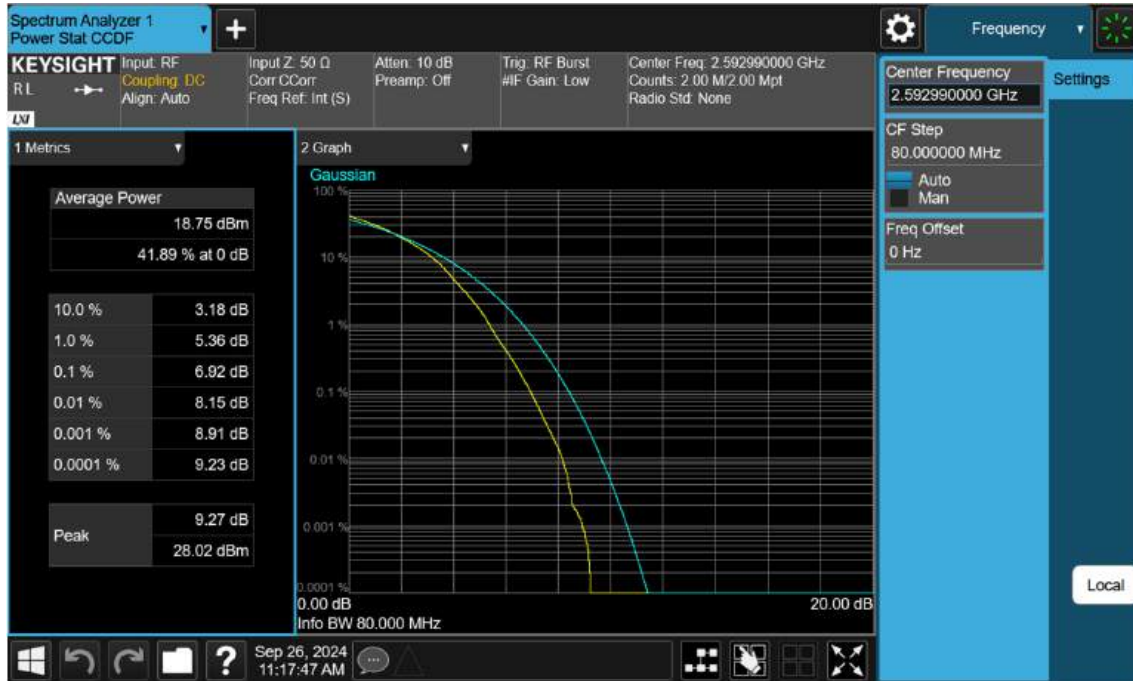 Spectrum Analyzer 1
Power Stat CCDF
+
Frequency
KEYSIGHT
RL
LXI
Input: RF
Coupling: DC
Align: Auto
Input Z: 50 Ω
Corr CCorr
Freq Ref: Int (S)
Atten: 10 dB
Preamp: Off
Trig: RF Burst
#IF Gain: Low
Center Freq: 2.592990000 GHz
Counts: 2.00 M/2.00 Mpt
Radio Std: None
Center Frequency
2.592990000 GHz
Settings
CF Step
80.000000 MHz
Auto
Man
Freq Offset
0 Hz
1 Metrics
Average Power
18.75 dBm
41.89 % at 0 dB
10.0 % 3.18 dB
1.0 % 5.36 dB
0.1 % 6.92 dB
0.01 % 8.15 dB
0.001 % 8.91 dB
0.0001 % 9.23 dB
Peak
9.27 dB
28.02 dBm
2 Graph
Gaussian
100 %
10 %
1 %
0.1 %
0.01 %
0.001 %
0.0001 %
0.00 dB 20.00 dB
Info BW 80.000 MHz
Local
?
Sep 26, 2024
11:17:47 AM